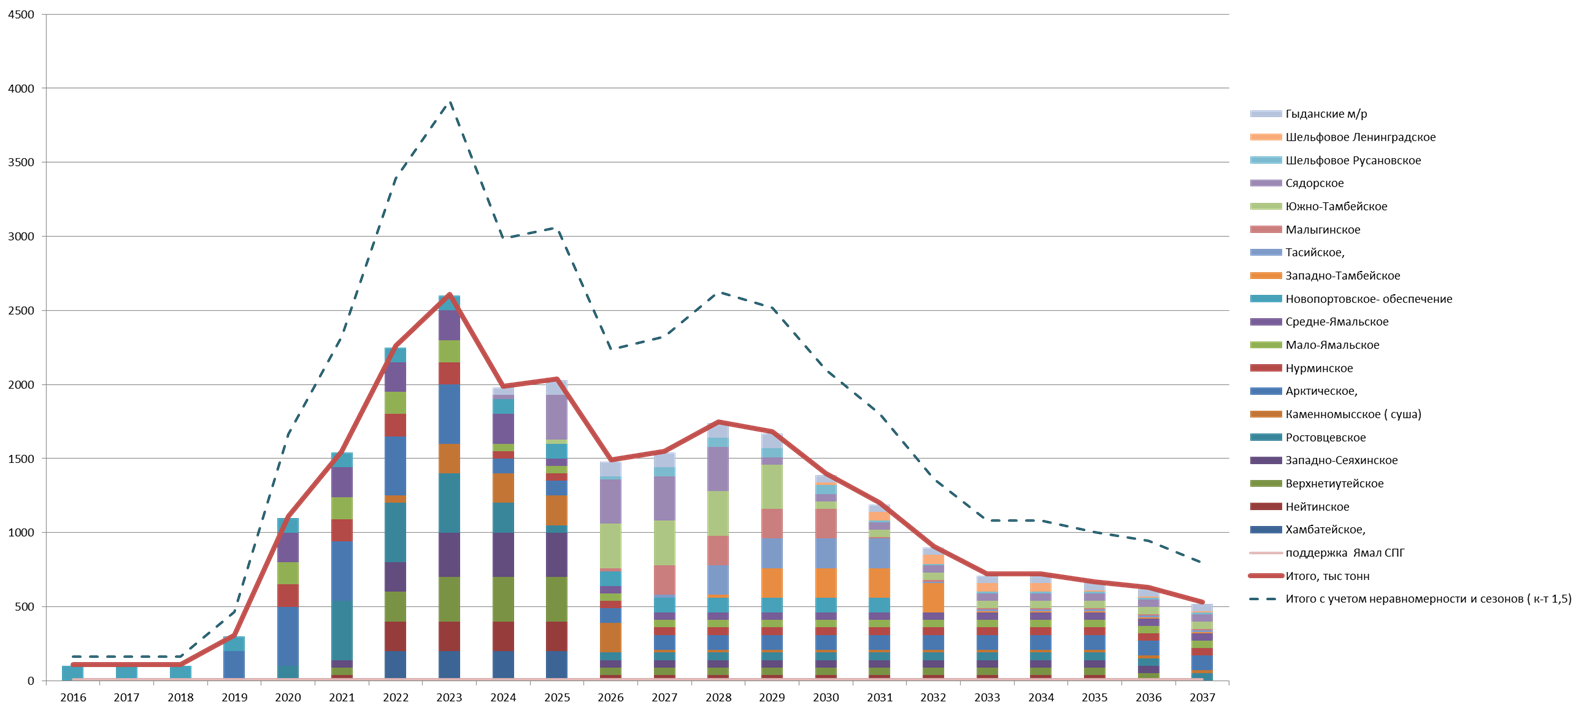 4500
4000
3500
3000
2500
2000
1500
1000
500
0
2016 2017 2018 2019 2020 2021 2022 2023 2024 2025 2026 2027 2028 2029 2030 2031 2032 2033 2034 2035 2036 2037
Гыданские м/р
Шельфовое Ленинградское
Шельфовое Русановское
Сядорское
Южно-Тамбейское
Малыгинское
Тасийское,
Западно-Тамбейское
Новопортовское- обеспечение
Средне-Ямальское
Мало-Ямальское
Нурминское
Арктическое,
Каменномысское ( суша)
Ростовцевское
Западно-Сеяхинское
Верхнетиутейское
Нейтинское
Хамбатейское,
поддержка Ямал СПГ
Итого, тыс тонн
Итого с учетом неравномерности и сезонов ( к-т 1,5)